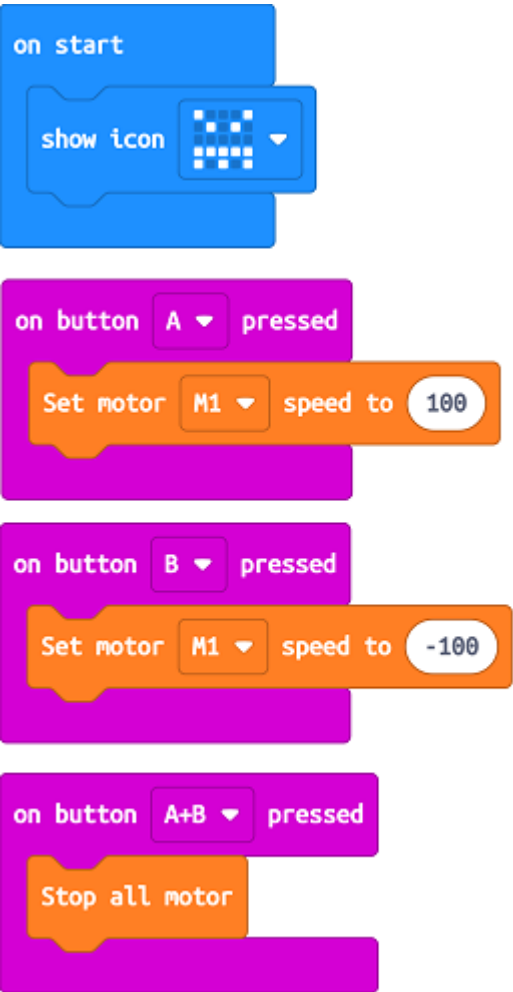 on start
show icon
on button A pressed
Set motor M1 speed to 100
on button B pressed
Set motor M1 speed to -100
on button A+B pressed
Stop all motor